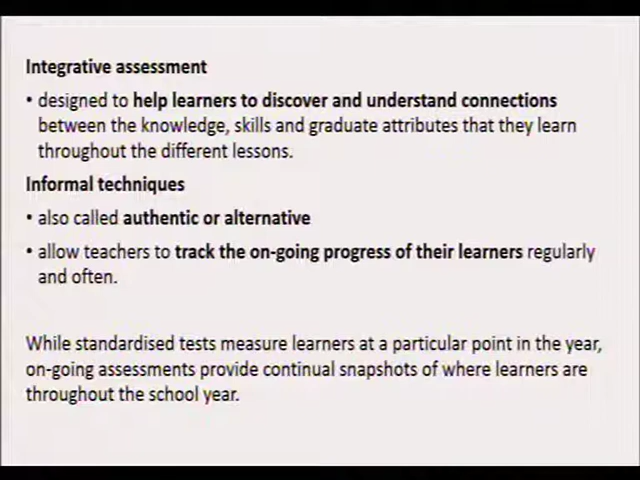 Integrative assessment
• designed to help learners to discover and understand connections
between the knowledge, skills and graduate attributes that they learn
throughout the different lessons.
Informal techniques
• also called authentic or alternative
• allow teachers to track the on-going progress of their learners regularly
and often.
While standardised tests measure learners at a particular point in the year,
on-going assessments provide continual snapshots of where learners are
throughout the school year.